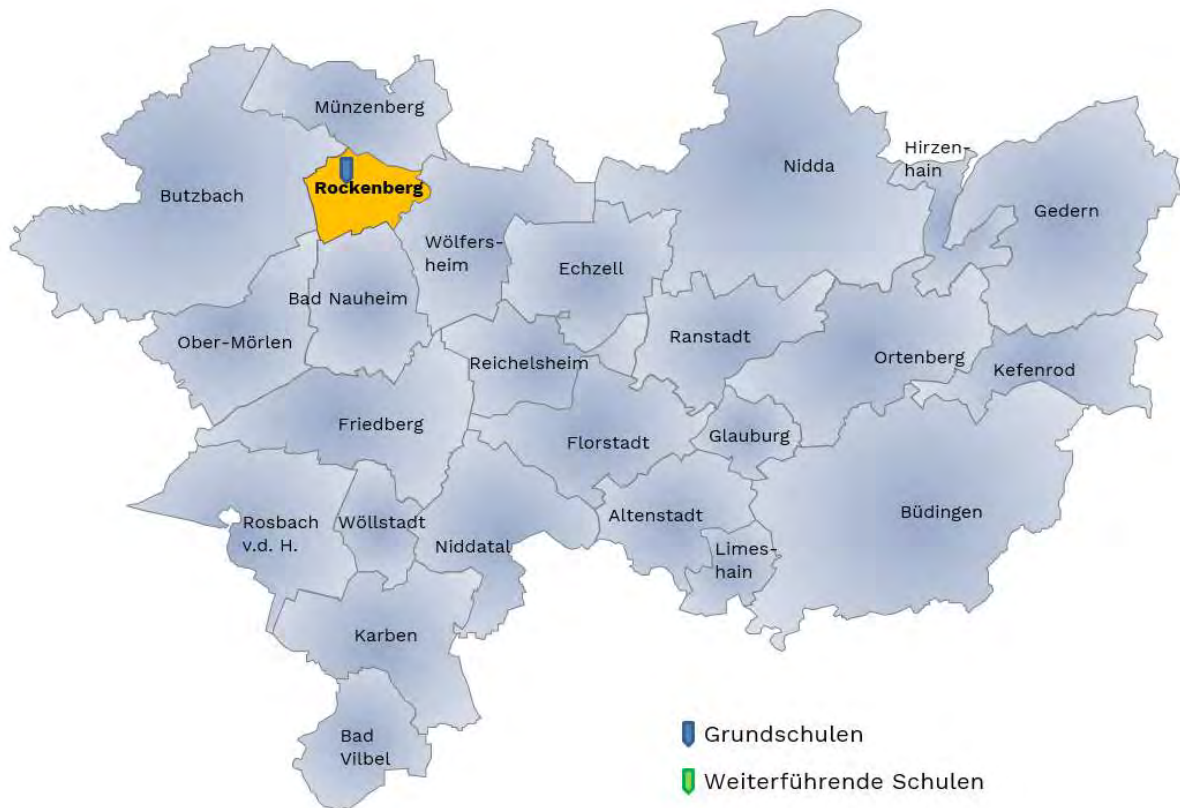 Münzenberg
Hirzen-
hain
Nidda
Rockenberg
Butzbach
Gedern
Wölfers-
heim
Echzell
Bad Nauheim
Ober-Mörlen
Ranstadt
Reichelsheim
Ortenberg
Kefenrod
Friedberg
Florstadt
Glauburg
Rosbach
v.d. H.
Wöllstadt
Niddatal
Altenstadt
Büdingen
Limes-
hain
Karben
Bad
Vilbel
Grundschulen
Weiterführende Schulen